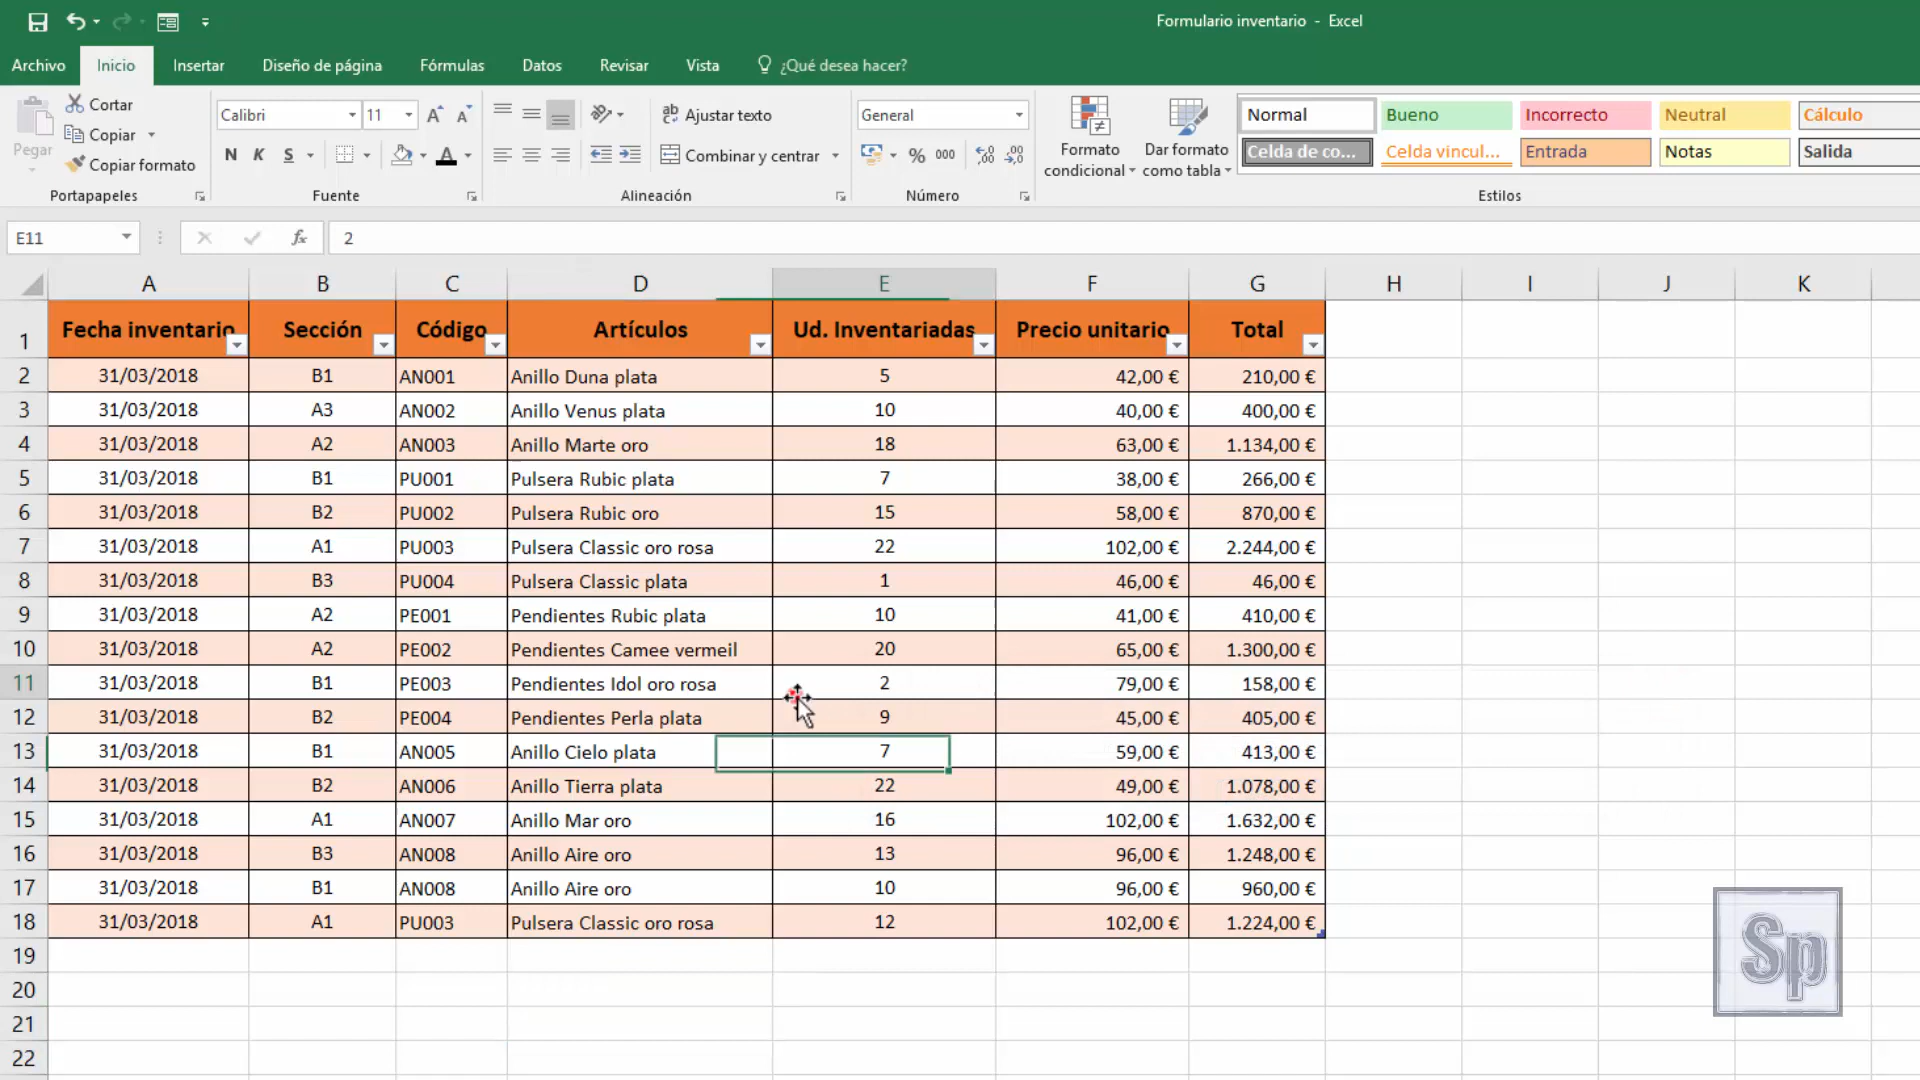 Formulario inventario - Excel
Archivo Inicio Insertar Diseño de página Fórmulas Datos Revisar Vista ¿Qué desea hacer?
Pegar
Cortar
Copiar
Copiar formato
Portapapeles
Calibri 11
N K S A
Fuente
Ajustar texto
Combinar y centrar
Alineación
General
% 000
Número
Formato condicional
Dar formato como tabla
Normal Bueno Incorrecto Neutral Cálculo
Celda de co... Celda vincul... Entrada Notas Salida
Estilos
E11 fx 2
A B C D E F G H I J K
1 Fecha inventario Sección Código Artículos Ud. Inventariadas Precio unitario Total
2 31/03/2018 B1 AN001 Anillo Duna plata 5 42,00 € 210,00 €
3 31/03/2018 A3 AN002 Anillo Venus plata 10 40,00 € 400,00 €
4 31/03/2018 A2 AN003 Anillo Marte oro 18 63,00 € 1.134,00 €
5 31/03/2018 B1 PU001 Pulsera Rubic plata 7 38,00 € 266,00 €
6 31/03/2018 B2 PU002 Pulsera Rubic oro 15 58,00 € 870,00 €
7 31/03/2018 A1 PU003 Pulsera Classic oro rosa 22 102,00 € 2.244,00 €
8 31/03/2018 B3 PU004 Pulsera Classic plata 1 46,00 € 46,00 €
9 31/03/2018 A2 PE001 Pendientes Rubic plata 10 41,00 € 410,00 €
10 31/03/2018 A2 PE002 Pendientes Camee vermeil 20 65,00 € 1.300,00 €
11 31/03/2018 B1 PE003 Pendientes Idol oro rosa 2 79,00 € 158,00 €
12 31/03/2018 B2 PE004 Pendientes Perla plata 9 45,00 € 405,00 €
13 31/03/2018 B1 AN005 Anillo Cielo plata 7 59,00 € 413,00 €
14 31/03/2018 B2 AN006 Anillo Tierra plata 22 49,00 € 1.078,00 €
15 31/03/2018 A1 AN007 Anillo Mar oro 16 102,00 € 1.632,00 €
16 31/03/2018 B3 AN008 Anillo Aire oro 13 96,00 € 1.248,00 €
17 31/03/2018 B1 AN008 Anillo Aire oro 10 96,00 € 960,00 €
18 31/03/2018 A1 PU003 Pulsera Classic oro rosa 12 102,00 € 1.224,00 €
19
20
21
22
Sp